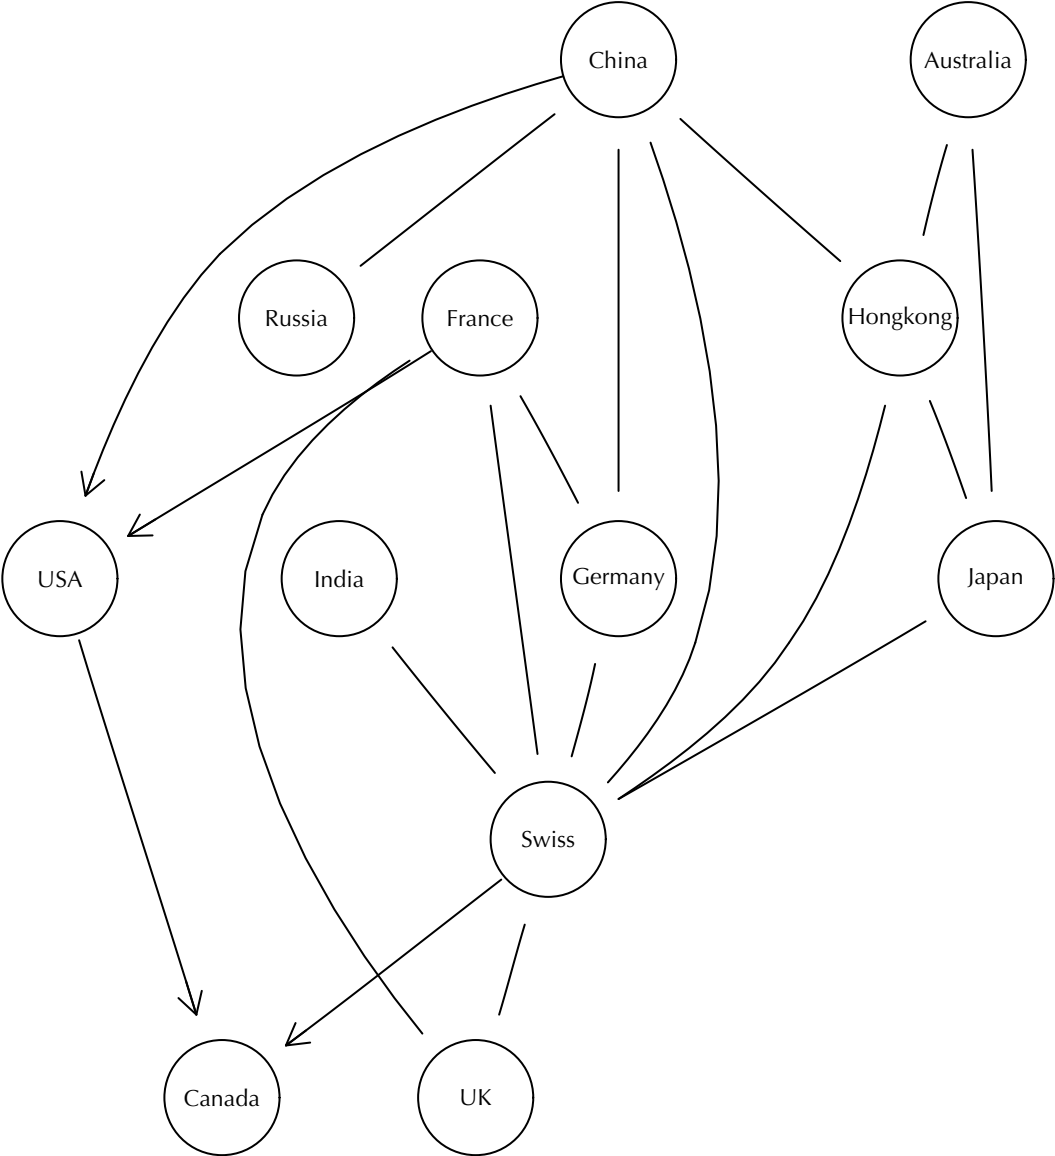 China
Australia
Russia
France
Hongkong
USA
India
Germany
Japan
Swiss
Canada
UK